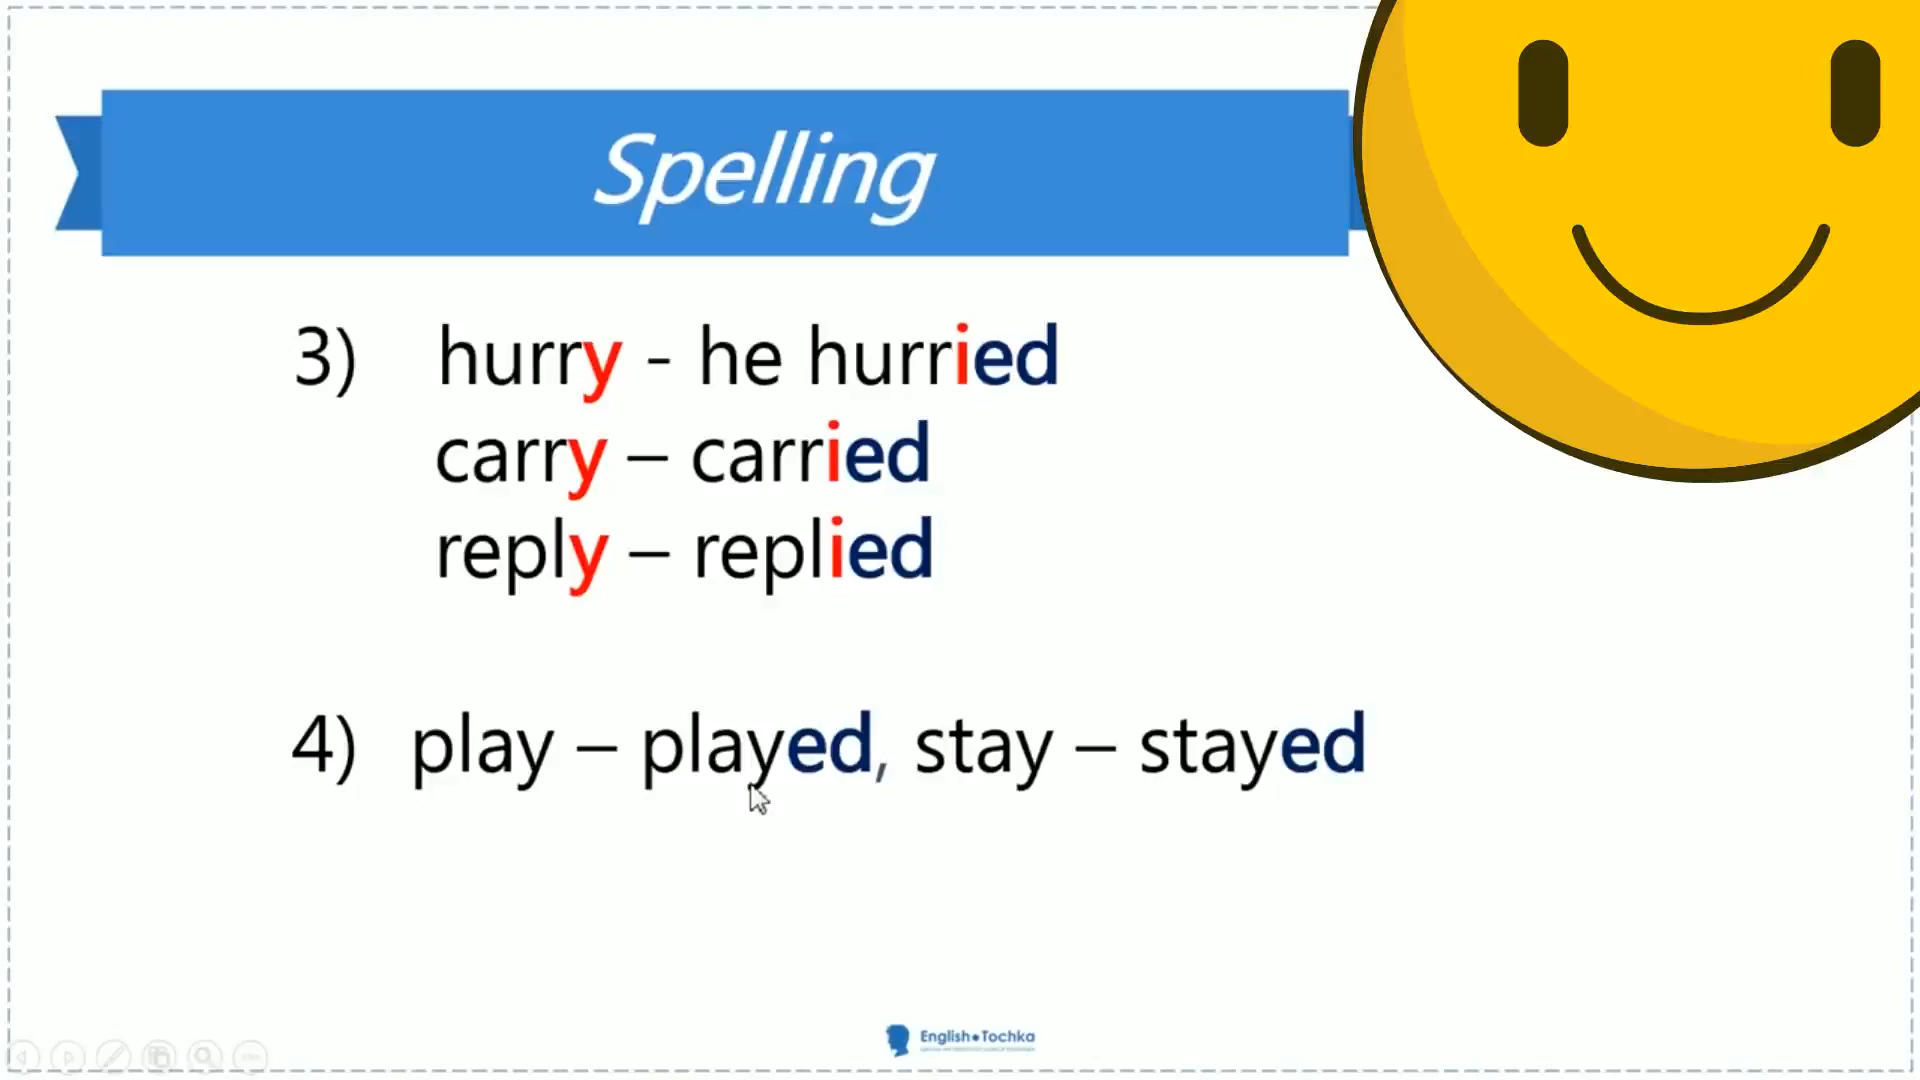 Spelling
3) hurry - he hurried
carry – carried
reply – replied
4) play – played, stay – stayed
English•Tochka